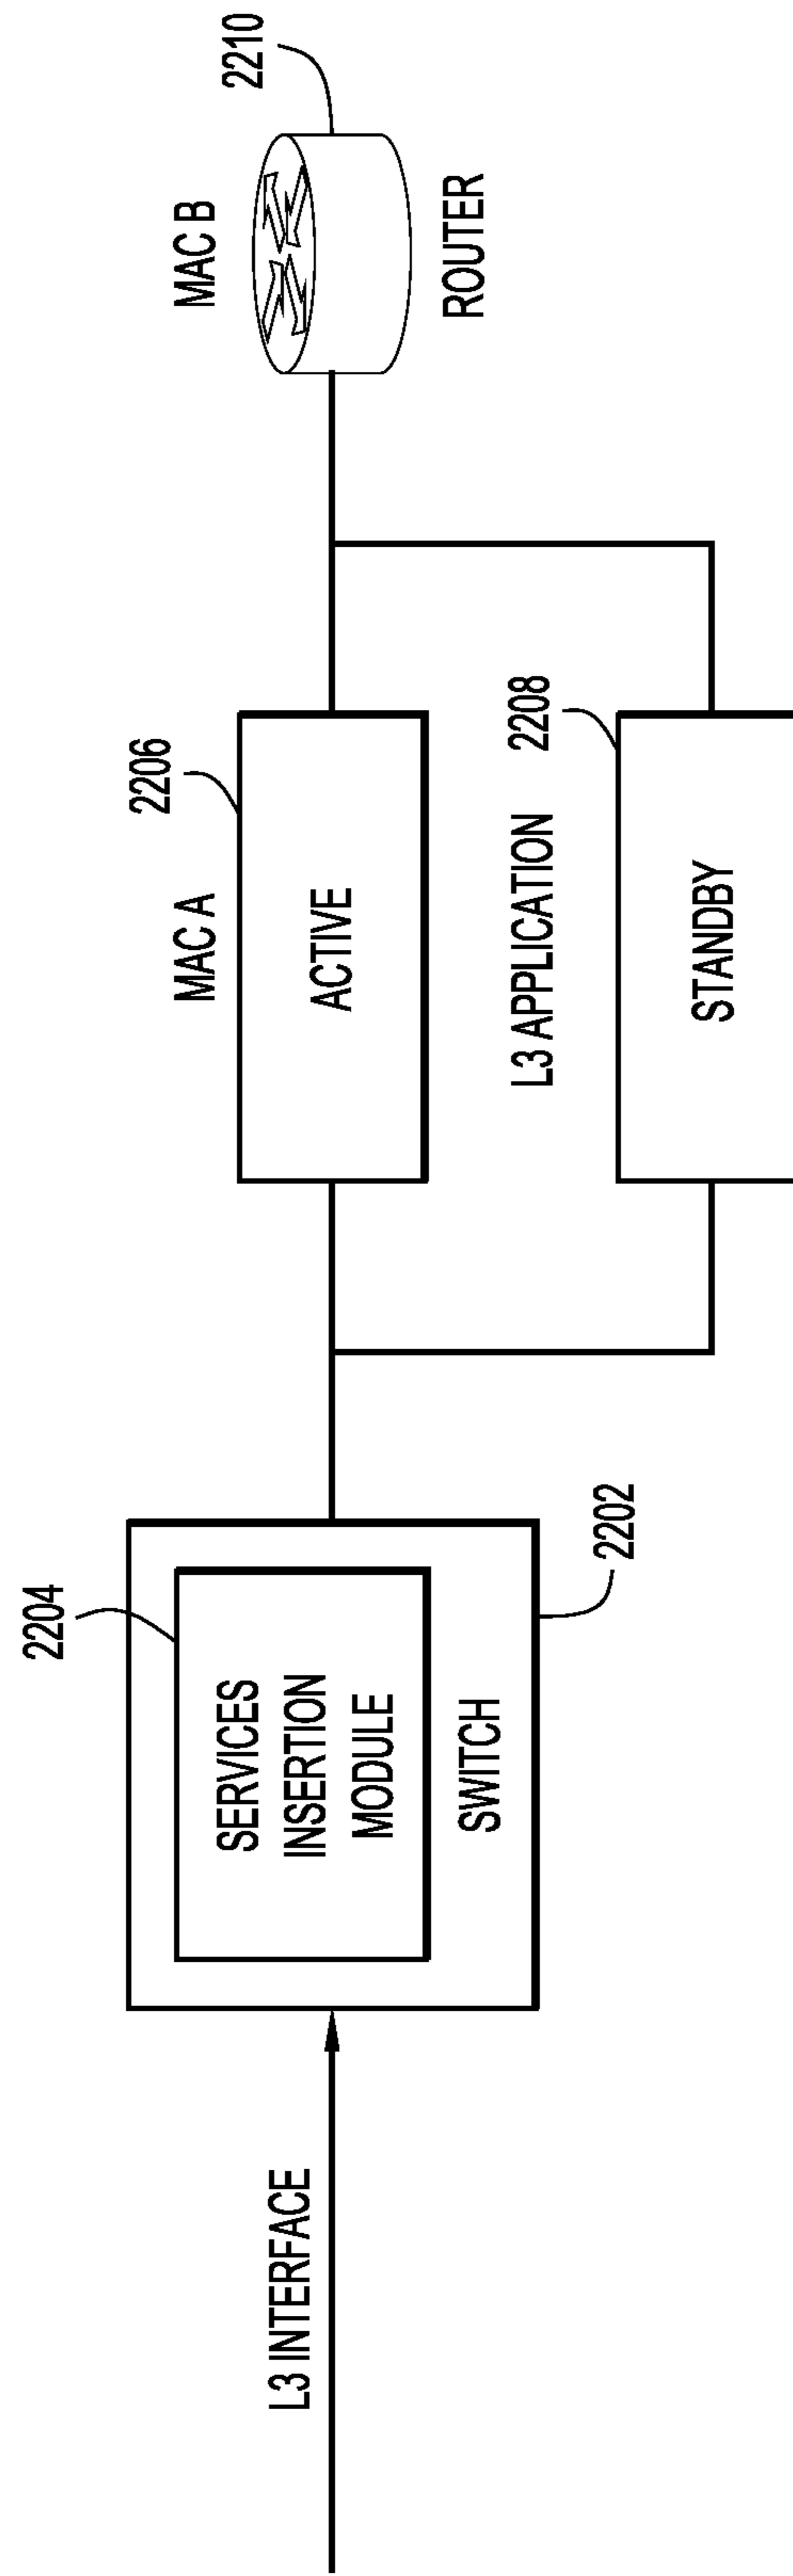 L3 INTERFACE
2204
SERVICES
INSERTION
MODULE
SWITCH
2202
MAC A
2206
ACTIVE
L3 APPLICATION
2208
STANDBY
MAC B
2210
ROUTER